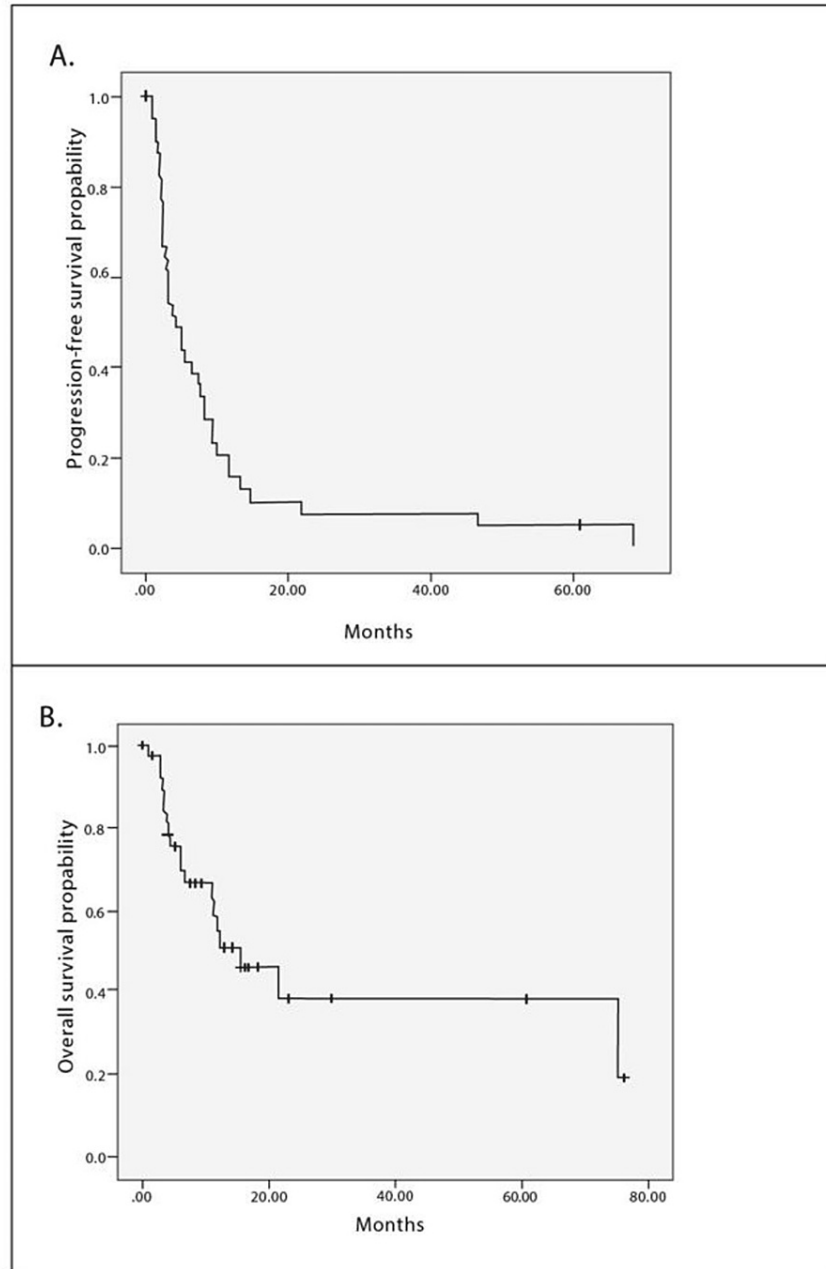 A.
Progression-free survival propability
1.0
0.8
0.6
0.4
0.2
0.0
.00 20.00 40.00 60.00
Months
B.
Overall survival propability
1.0
0.8
0.6
0.4
0.2
0.0
.00 20.00 40.00 60.00 80.00
Months